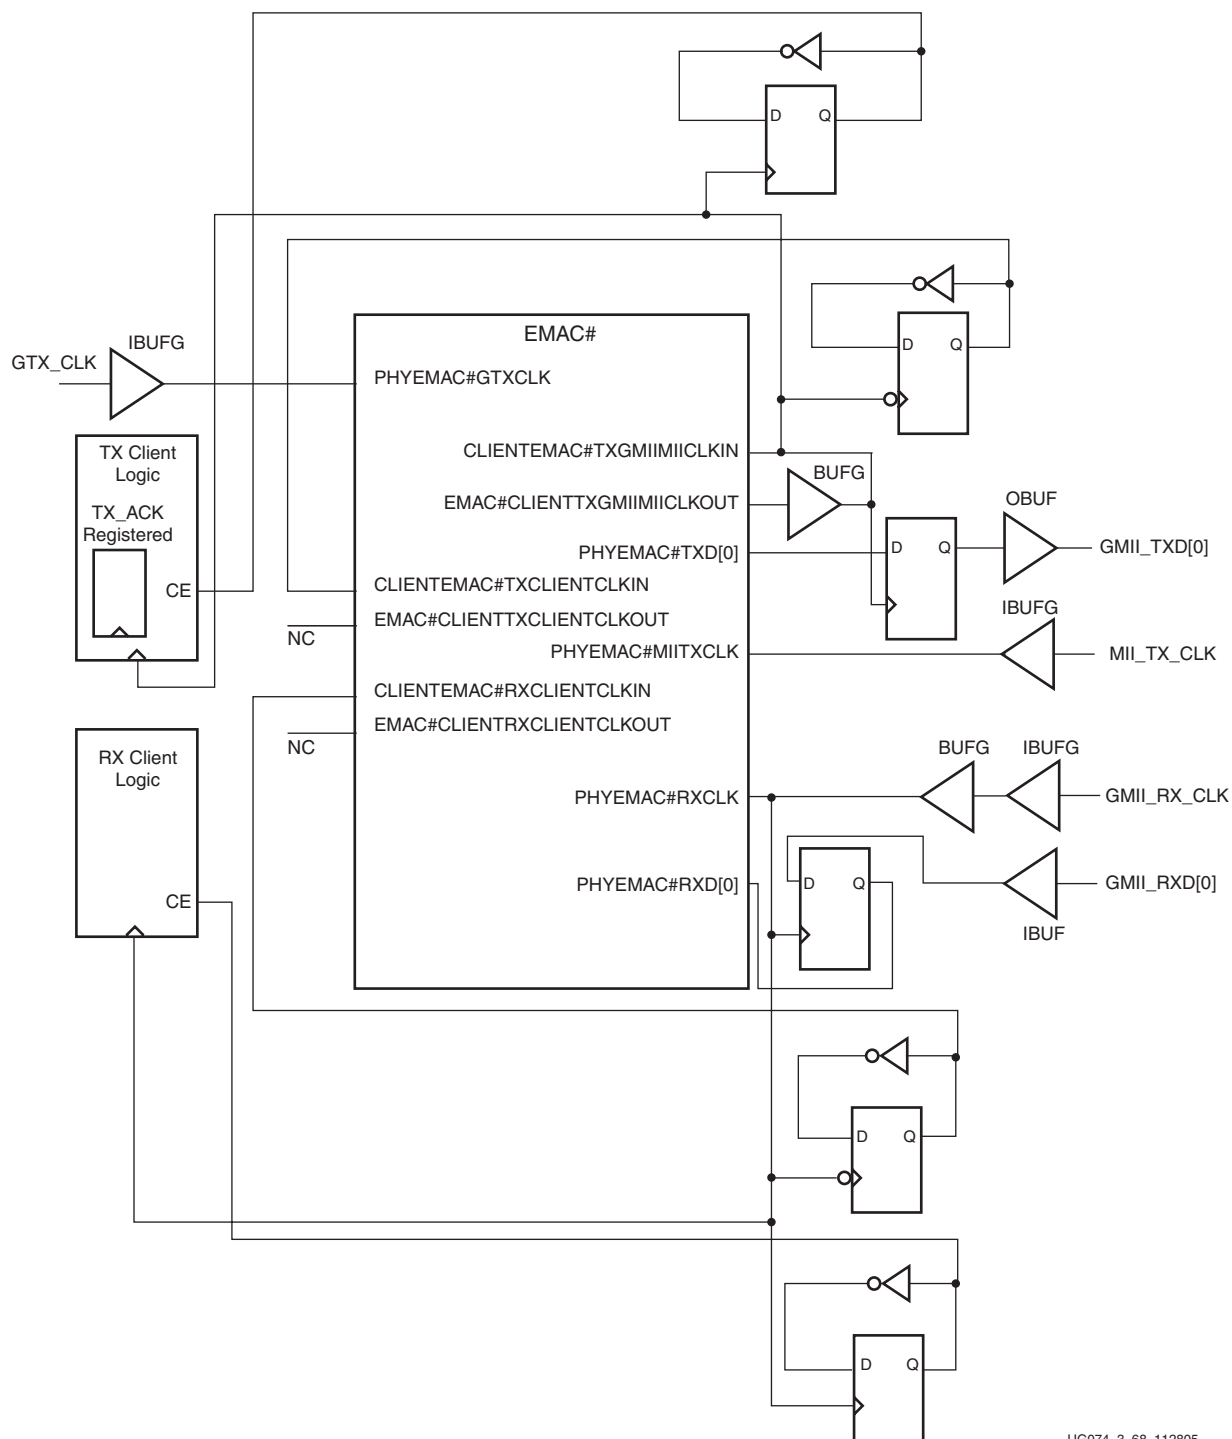 D Q
D Q
EMAC#
IBUFG
GTX_CLK
PHYEMAC#GTXCLK
TX Client
Logic
TX_ACK
Registered
CE
CLIENTEMAC#TXGMIIMIICLKIN
BUFG
EMAC#CLIENTTXGMIIMIICLKOUT
OBUF
PHYEMAC#TXD[0]
D Q
GMII_TXD[0]
CLIENTEMAC#TXCLIENTCLKIN
IBUFG
EMAC#CLIENTTXCLIENTCLKOUT
NC
PHYEMAC#MIITXCLK
MII_TX_CLK
CLIENTEMAC#RXCLIENTCLKIN
EMAC#CLIENTRXCLIENTCLKOUT
NC
RX Client
Logic
CE
BUFG
IBUFG
PHYEMAC#RXCLK
GMII_RX_CLK
PHYEMAC#RXD[0]
D Q
GMII_RXD[0]
IBUF
D Q
D Q
UG074_3_68_112805